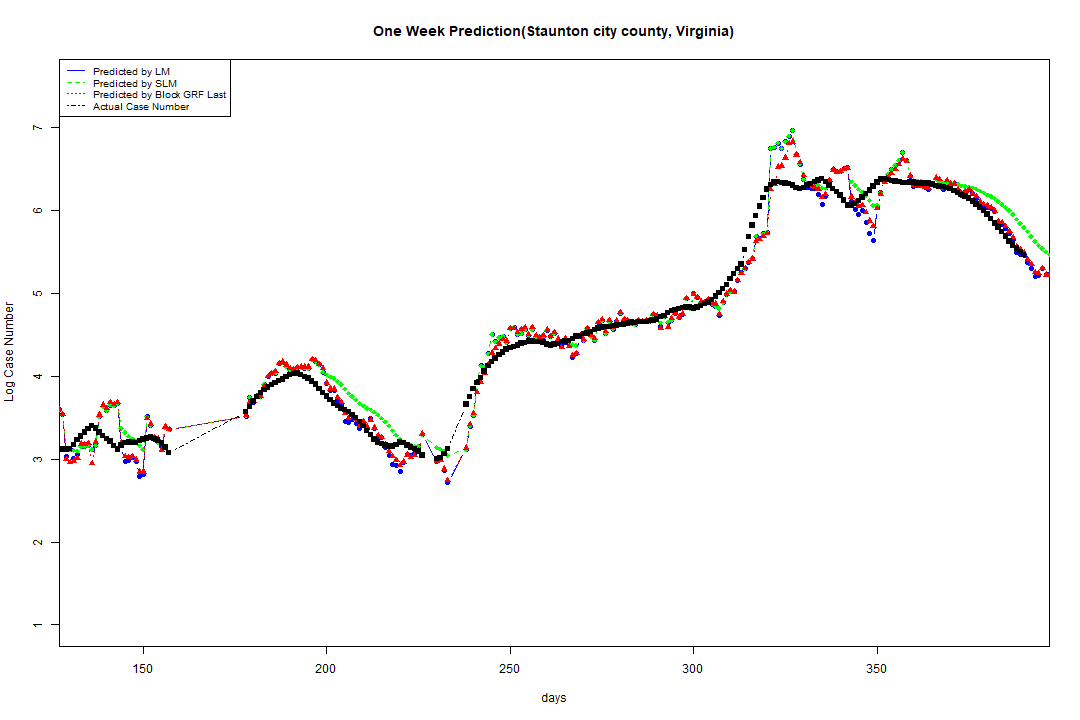 One Week Prediction(Staunton city county, Virginia)
Predicted by LM
Predicted by SLM
Predicted by Block GRF Last
Actual Case Number
7
6
5
4
3
2
1
Log Case Number
150
200
250
300
350
days